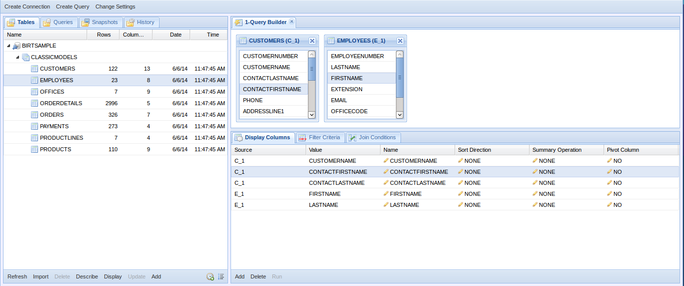 Create Connection Create Query Change Settings
Tables Queries Snapshots History
Name Rows Colum... Date Time
BIRTSAMPLE
CLASSICMODELS
CUSTOMERS 122 13 6/6/14 11:47:45 AM
EMPLOYEES 23 8 6/6/14 11:47:45 AM
OFFICES 7 9 6/6/14 11:47:45 AM
ORDERDETAILS 2996 5 6/6/14 11:47:45 AM
ORDERS 326 7 6/6/14 11:47:45 AM
PAYMENTS 273 4 6/6/14 11:47:45 AM
PRODUCTLINES 7 4 6/6/14 11:47:45 AM
PRODUCTS 110 9 6/6/14 11:47:45 AM
Refresh Import Delete Describe Display Update Add
1-Query Builder
CUSTOMERS (C_1)
CUSTOMERNUMBER
CUSTOMERNAME
CONTACTLASTNAME
CONTACTFIRSTNAME
PHONE
ADDRESSLINE1
EMPLOYEES (E_1)
EMPLOYEENUMBER
LASTNAME
FIRSTNAME
EXTENSION
EMAIL
OFFICECODE
Display Columns Filter Criteria Join Conditions
Source Value Name Sort Direction Summary Operation Pivot Column
C_1 CUSTOMERNAME CUSTOMERNAME NONE NONE NO
C_1 CONTACTFIRSTNAME CONTACTFIRSTNAME NONE NONE NO
C_1 CONTACTLASTNAME CONTACTLASTNAME NONE NONE NO
E_1 FIRSTNAME FIRSTNAME NONE NONE NO
E_1 LASTNAME LASTNAME NONE NONE NO
Add Delete Run